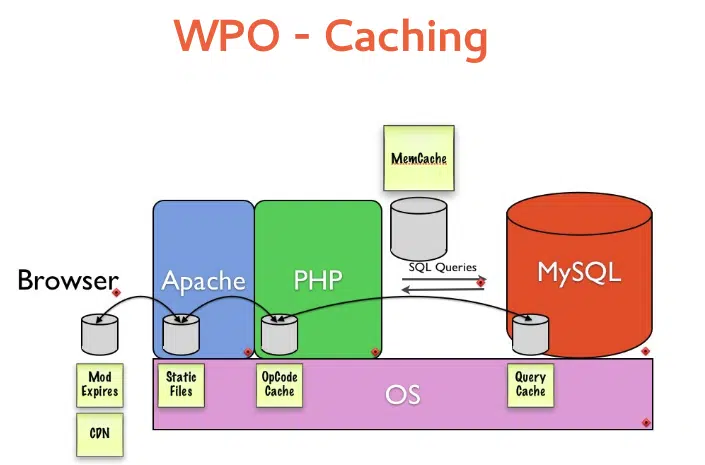 WPO - Caching
MemCache
SQL Queries
Browser
Apache
PHP
MySQL
Mod
Expires
Static
Files
OpCode
Cache
OS
Query
Cache
CDN